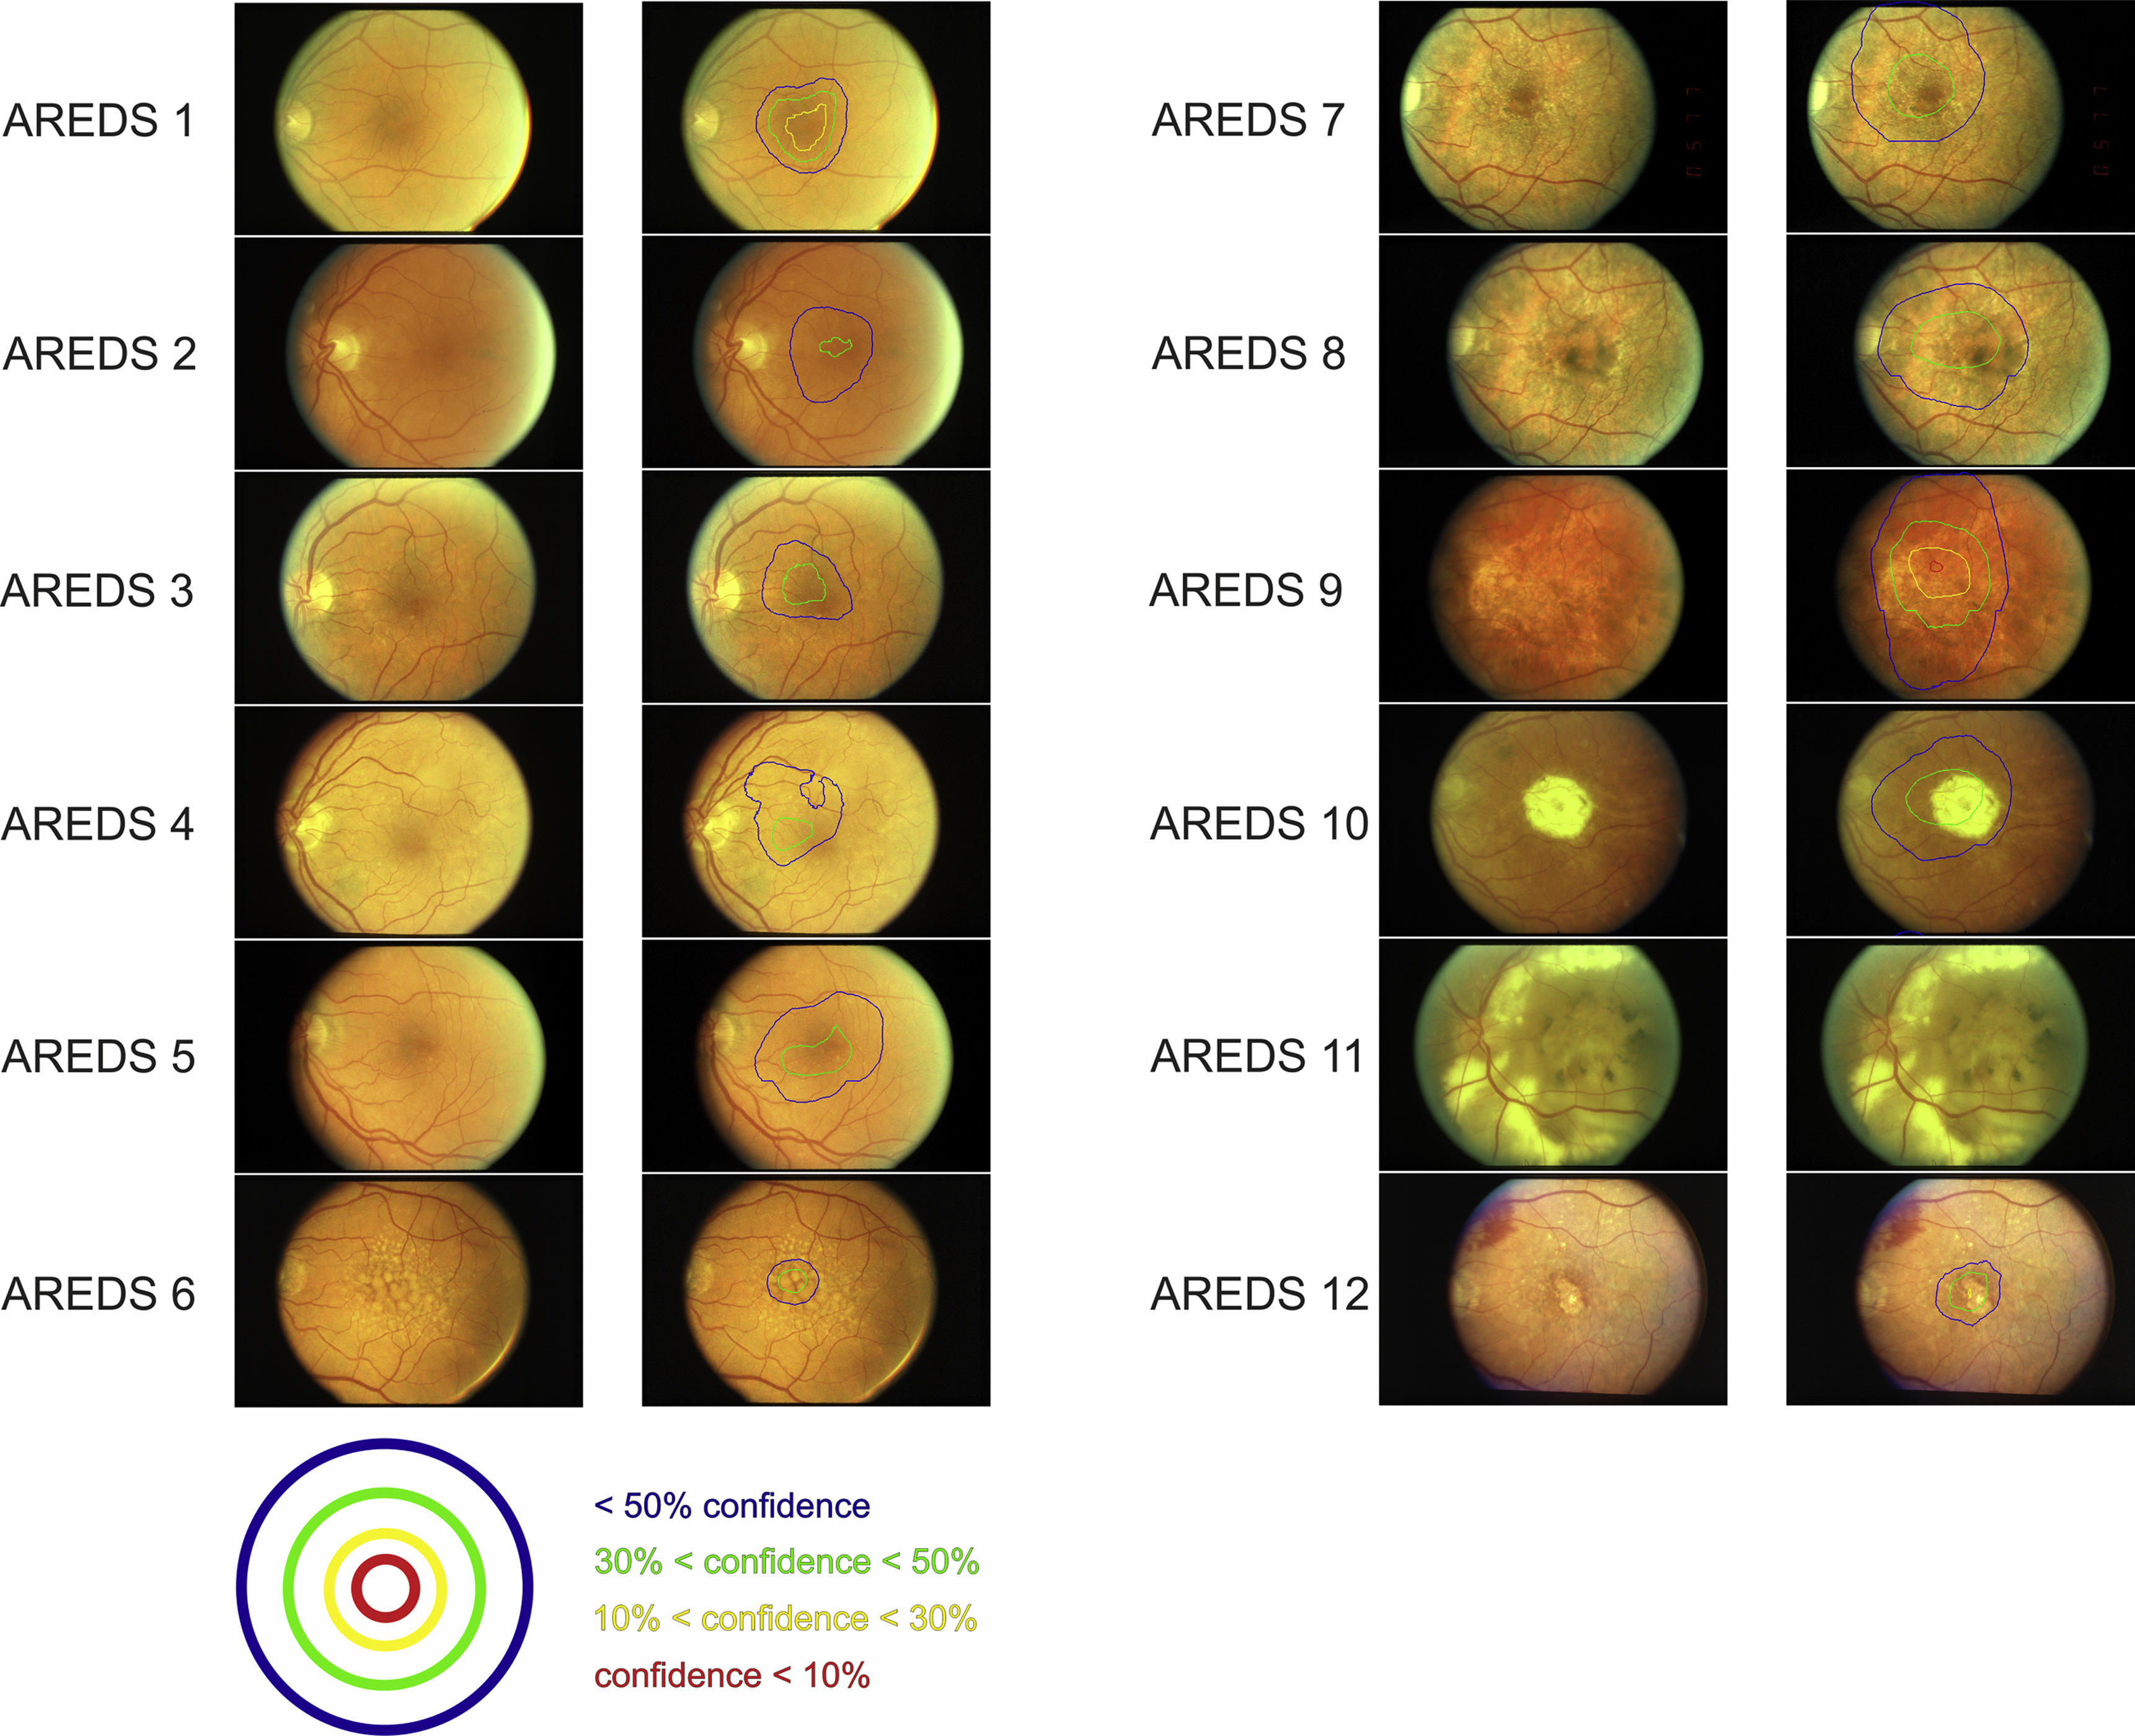 AREDS 1
AREDS 2
AREDS 3
AREDS 4
AREDS 5
AREDS 6
AREDS 7
AREDS 8
AREDS 9
AREDS 10
AREDS 11
AREDS 12
< 50% confidence
30% < confidence < 50%
10% < confidence < 30%
confidence < 10%